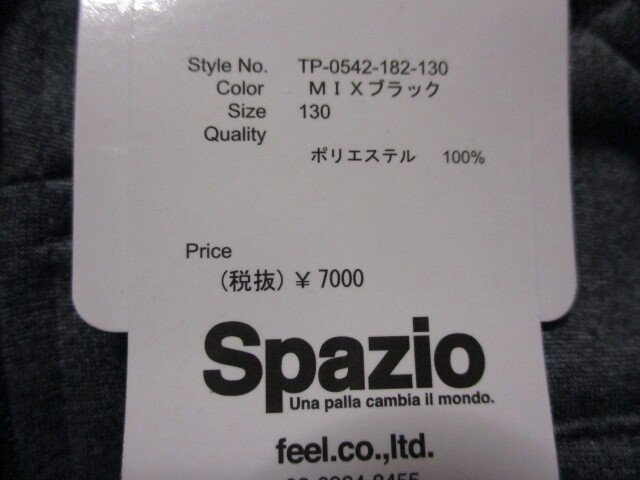 Style No. TP-0542-182-130
Color ＭＩＸブラック
Size 130
Quality
ポリエステル 100%
Price
(税抜) ¥ 7000
Spazio
Una palla cambia il mondo.
feel.co.,ltd.